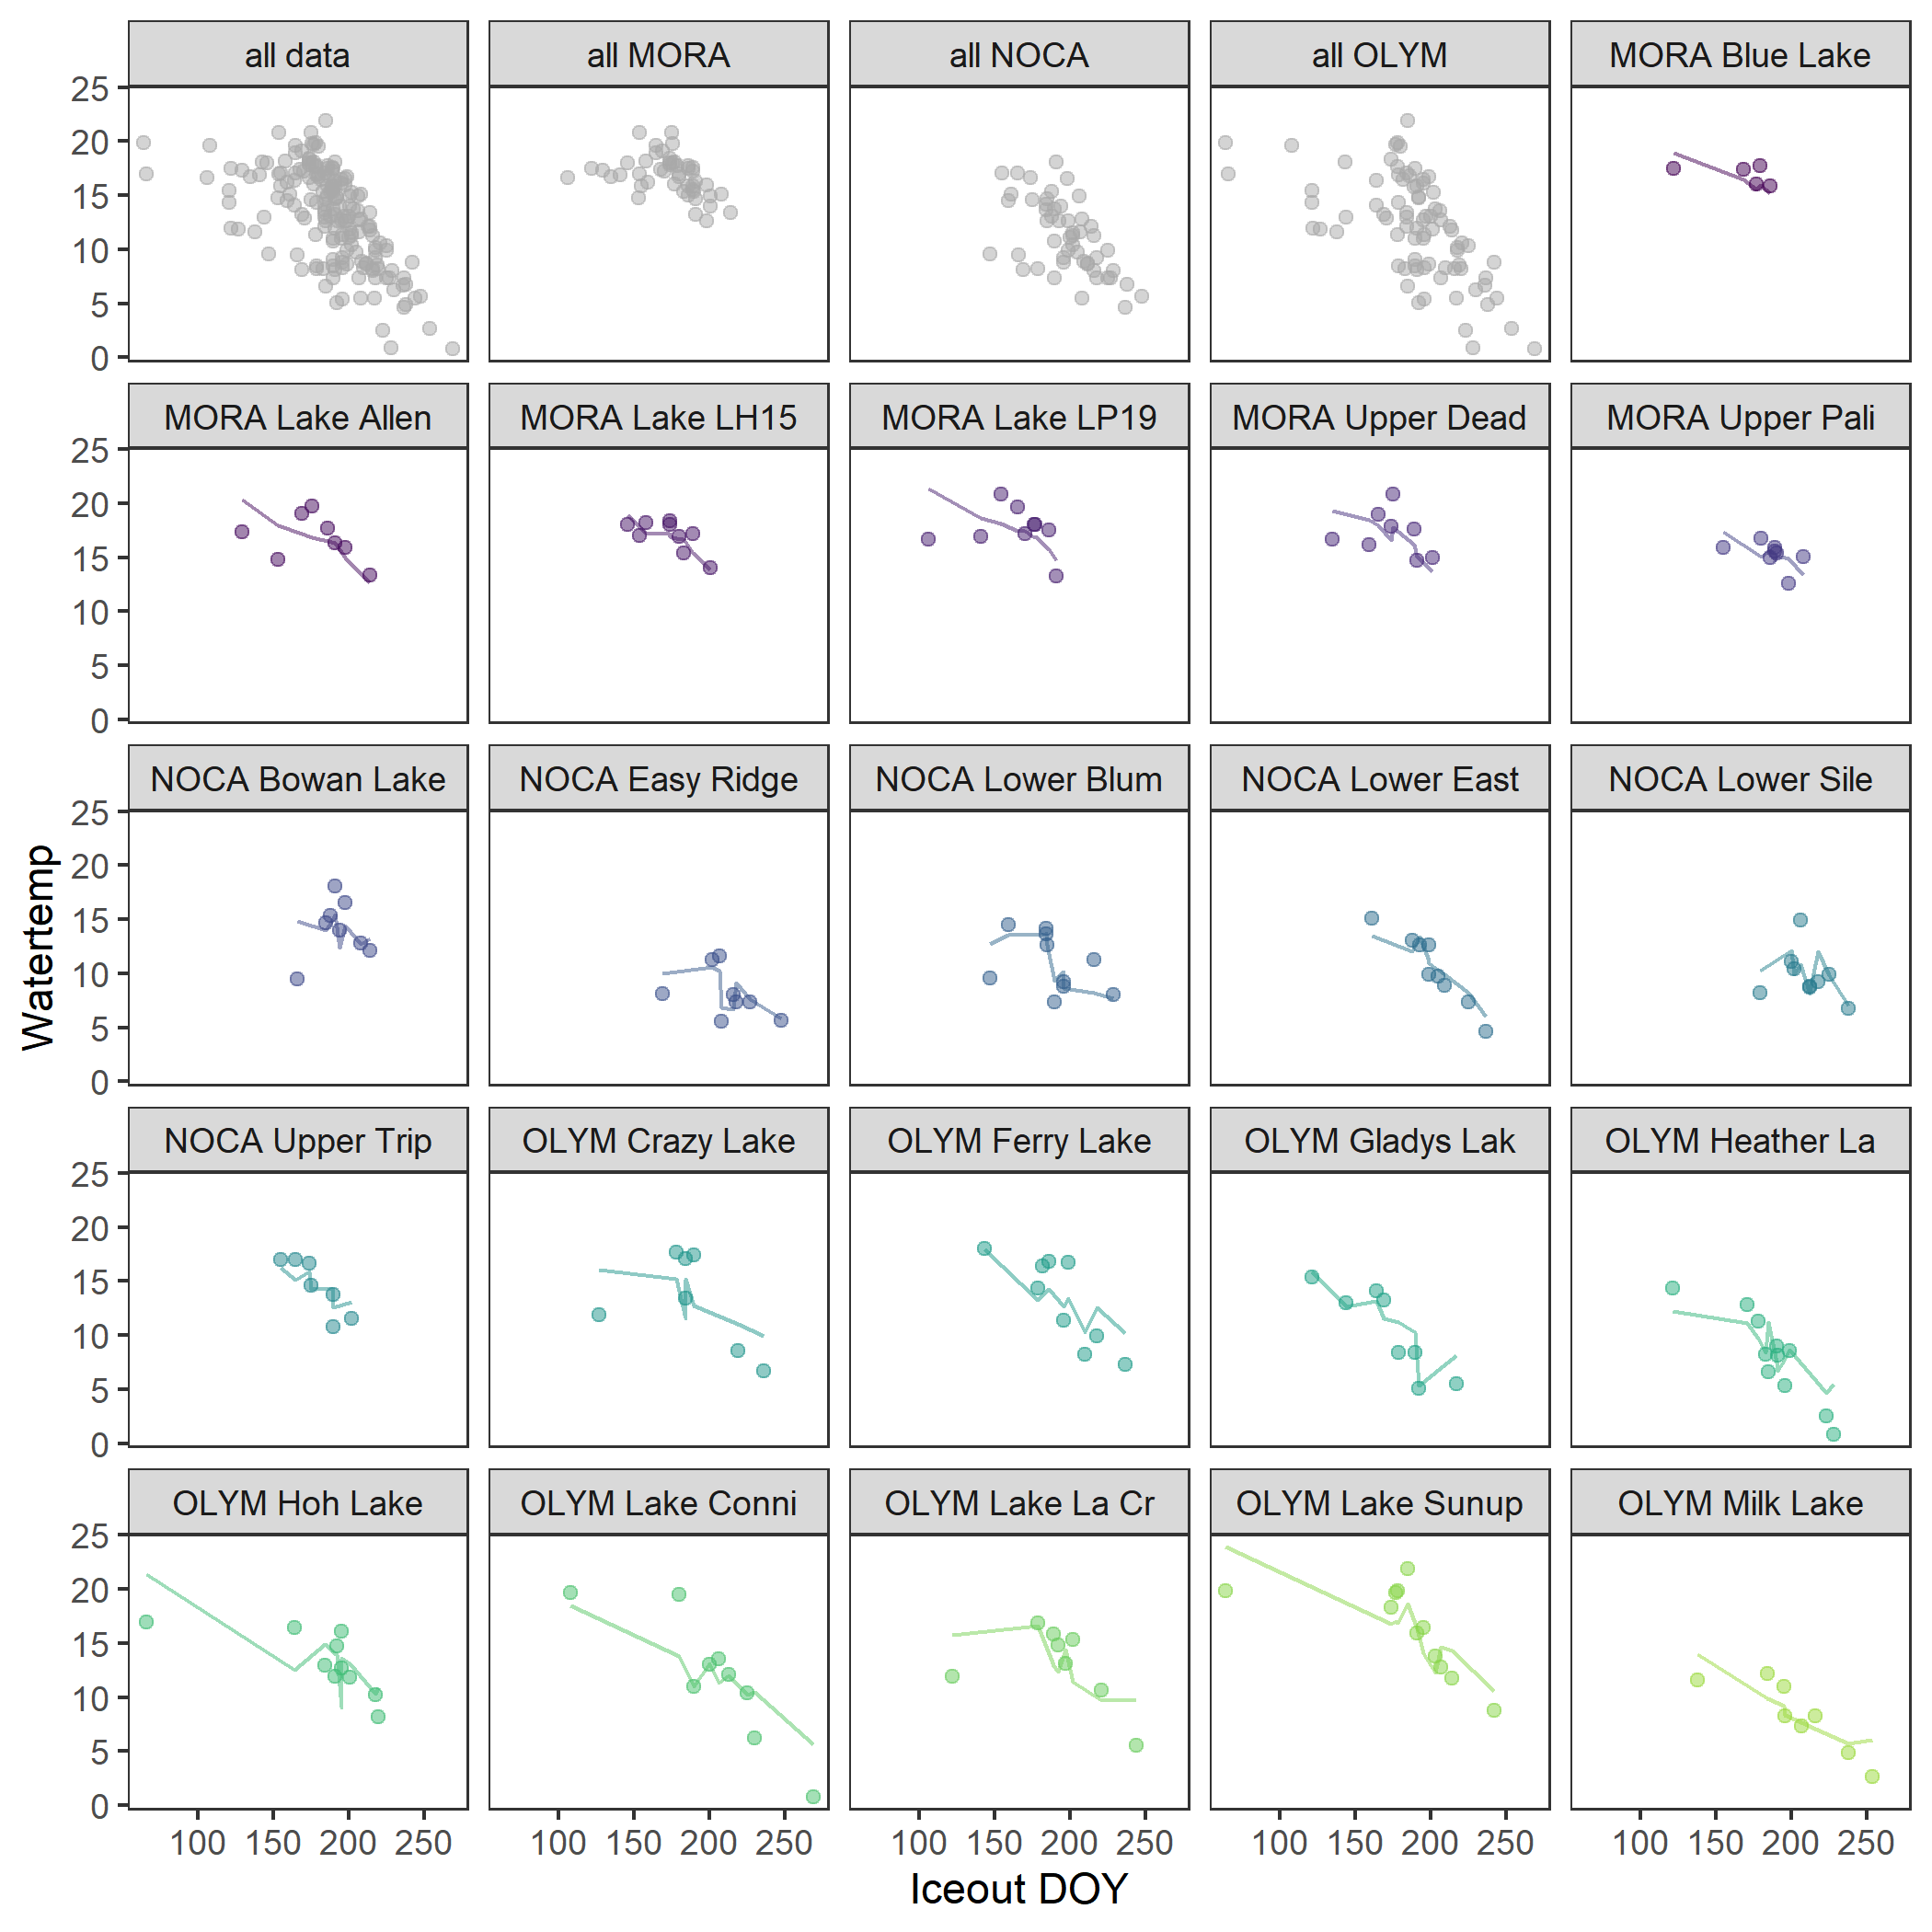 all data
all MORA
all NOCA
all OLYM
MORA Blue Lake
25
20
15
10
5
0
MORA Lake Allen
MORA Lake LH15
MORA Lake LP19
MORA Upper Dead
MORA Upper Pali
25
20
15
10
5
0
NOCA Bowan Lake
NOCA Easy Ridge
NOCA Lower Blum
NOCA Lower East
NOCA Lower Sile
25
20
15
10
5
0
Watertemp
NOCA Upper Trip
OLYM Crazy Lake
OLYM Ferry Lake
OLYM Gladys Lak
OLYM Heather La
25
20
15
10
5
0
OLYM Hoh Lake
OLYM Lake Conni
OLYM Lake La Cr
OLYM Lake Sunup
OLYM Milk Lake
25
20
15
10
5
0
100 150 200 250
100 150 200 250
100 150 200 250
100 150 200 250
100 150 200 250
Iceout DOY